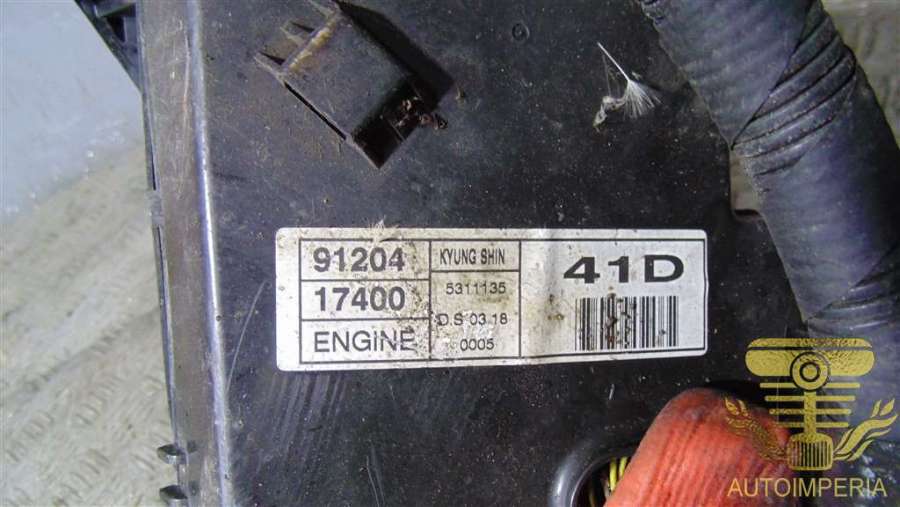 91204
17400
ENGINE
KYUNG SHIN
5311135
D.S 03.18
0005
41D
AUTOIMPERIA